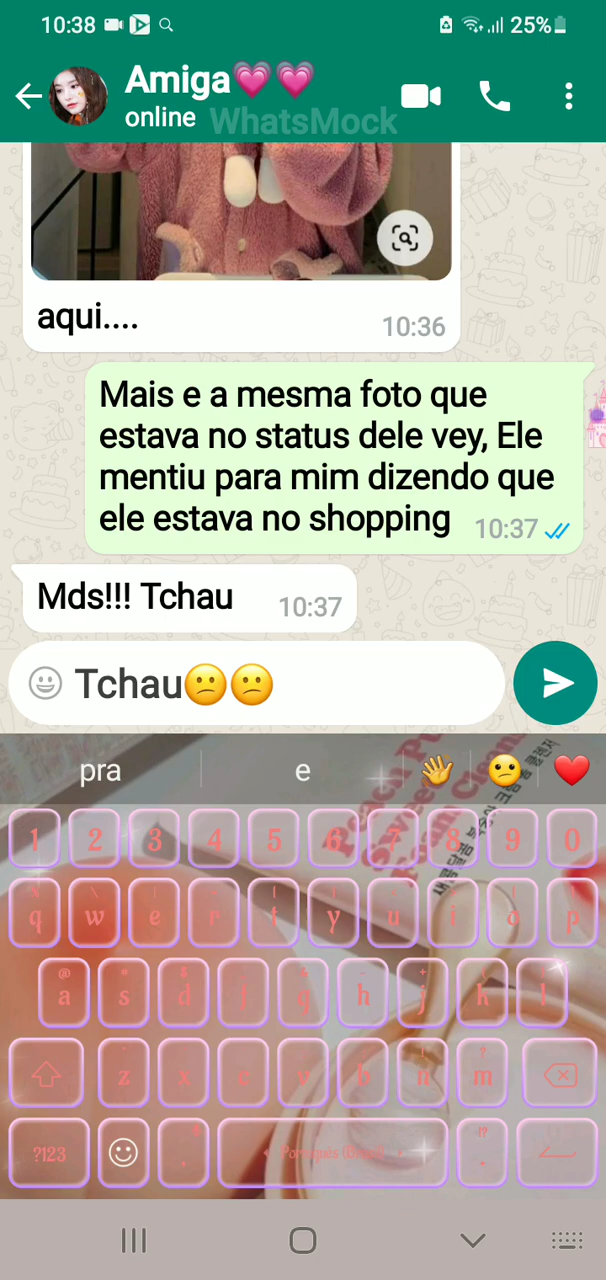 10:38
25%
Amiga💗💗
online
WhatsMock
aqui....
10:36
Mais e a mesma foto que
estava no status dele vey, Ele
mentiu para mim dizendo que
ele estava no shopping
10:37
Mds!!! Tchau
10:37
Tchau😕😕
pra e 👋 😕 ❤️
1 2 3 4 5 6 7 8 9 0
q w e r t y u i o p
a s d f g h j k l
z x c v b n m
?123 , Português (Brasil) .